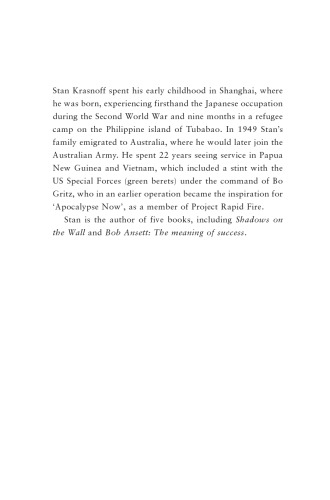 Stan Krasnoff spent his early childhood in Shanghai, where
he was born, experiencing firsthand the Japanese occupation
during the Second World War and nine months in a refugee
camp on the Philippine island of Tubabao. In 1949 Stan's
family emigrated to Australia, where he would later join the
Australian Army. He spent 22 years seeing service in Papua
New Guinea and Vietnam, which included a stint with the
US Special Forces (green berets) under the command of Bo
Gritz, who in an earlier operation became the inspiration for
‘Apocalypse Now’, as a member of Project Rapid Fire.
Stan is the author of five books, including Shadows on
the Wall and Bob Ansett: The meaning of success.